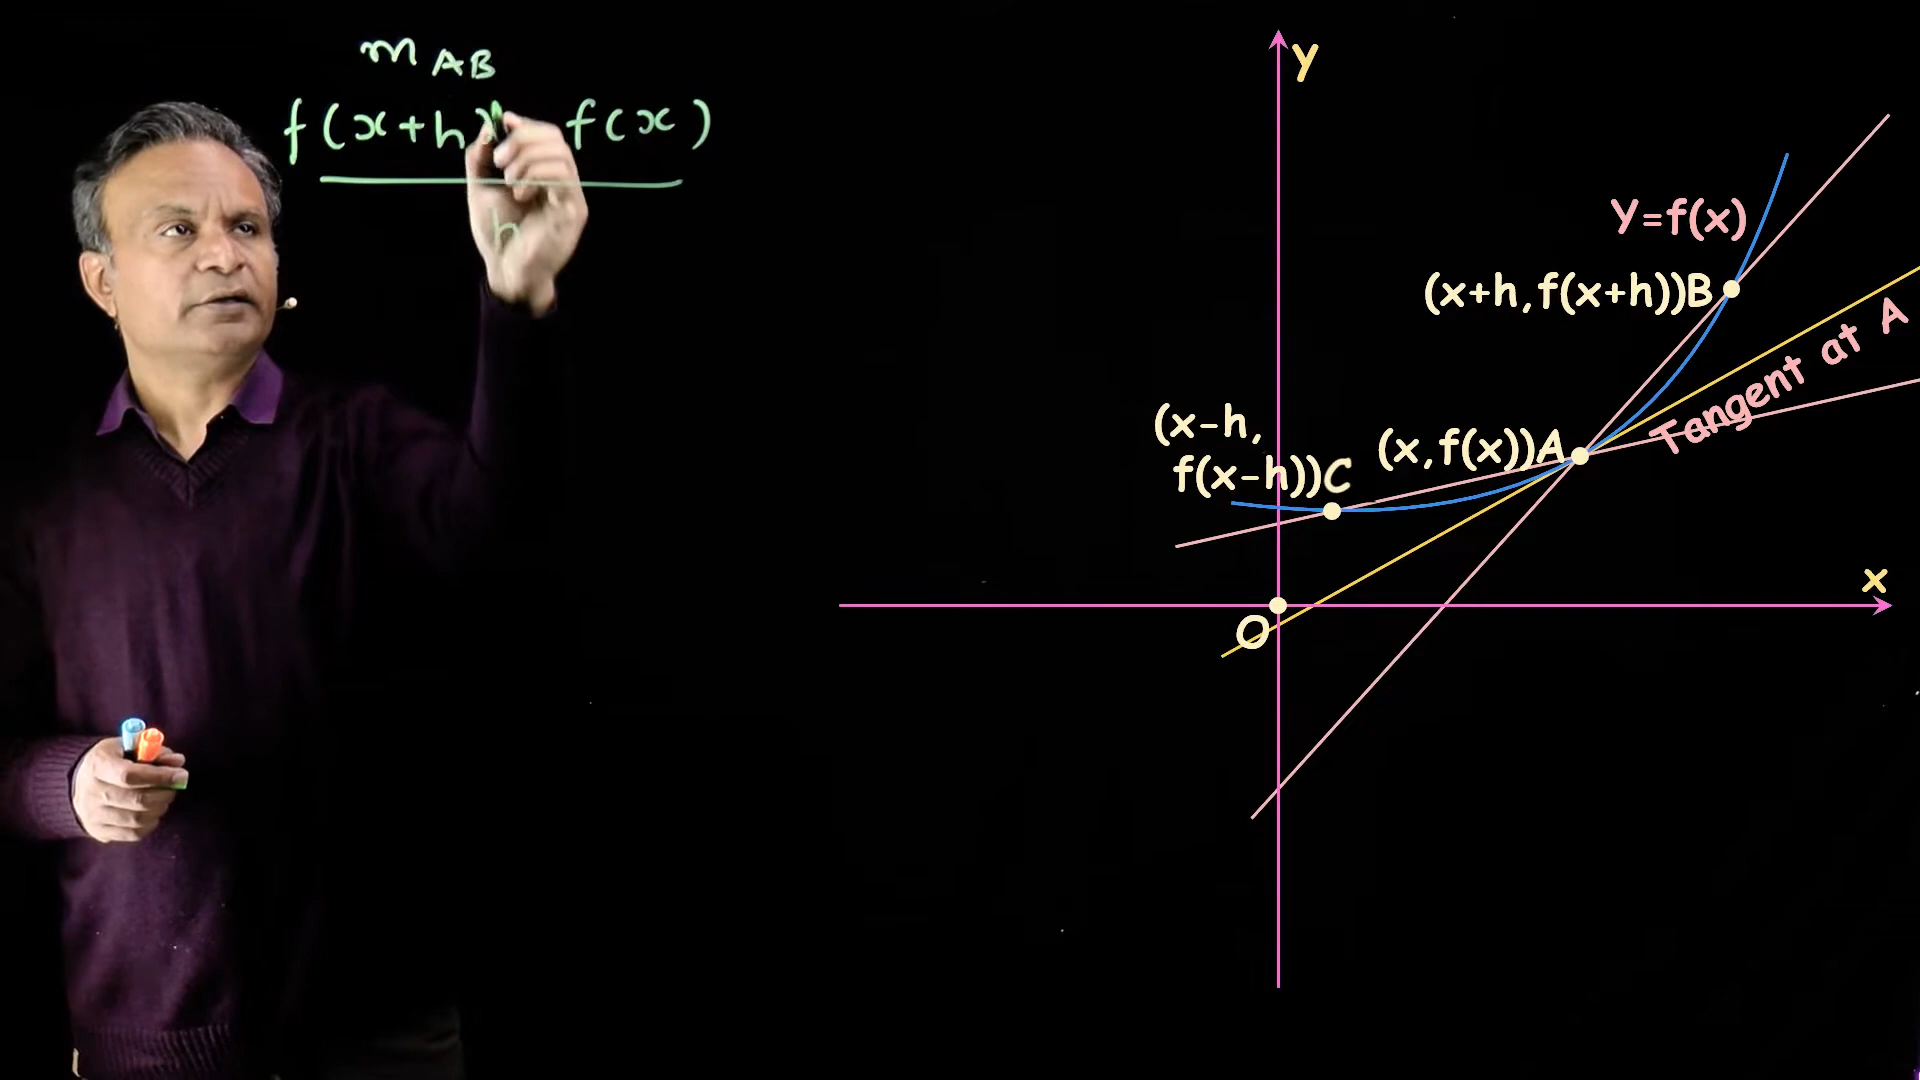 m AB
f(x+h) f(x)
h
y
Y=f(x)
(x+h,f(x+h))B
Tangent at A
(x-h,
f(x-h))C
(x,f(x))A
x
O